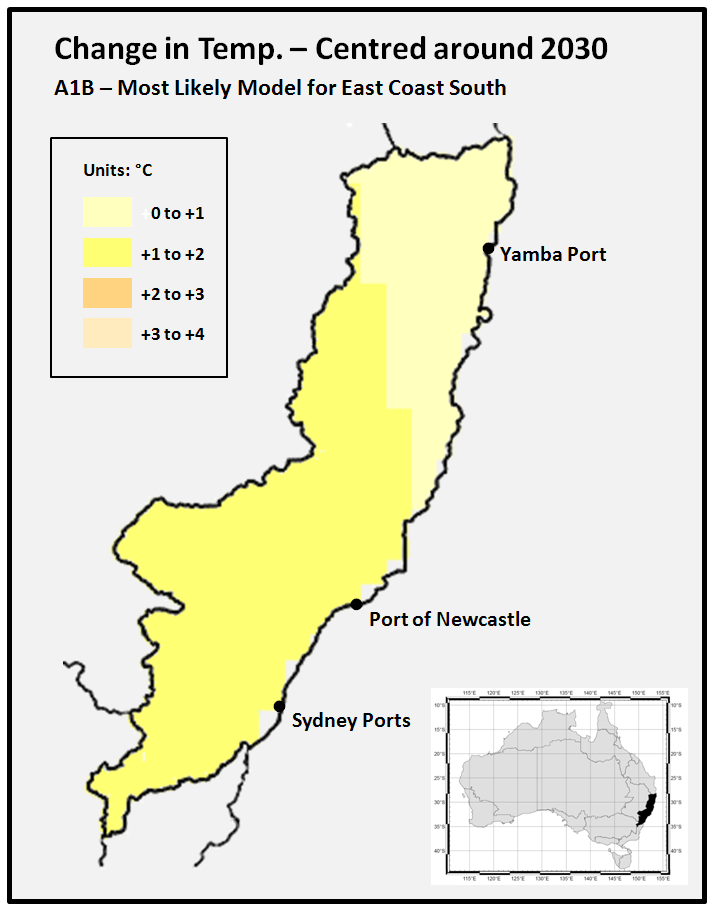 Change in Temp. – Centred around 2030
A1B – Most Likely Model for East Coast South
Units: °C
0 to +1
+1 to +2
+2 to +3
+3 to +4
Yamba Port
Port of Newcastle
Sydney Ports
115°E 120°E 125°E 130°E 135°E 140°E 145°E 150°E 155°E
10°S 10°S
15°S 15°S
20°S 20°S
25°S 25°S
30°S 30°S
35°S 35°S
40°S 40°S
115°E 120°E 125°E 130°E 135°E 140°E 145°E 150°E 155°E